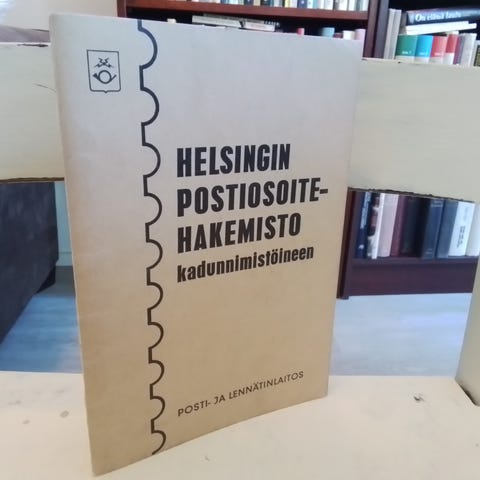 HELSINGIN
POSTIOSOITE-
HAKEMISTO
kadunnimistöineen
POSTI- JA LENNÄTINLAITOS